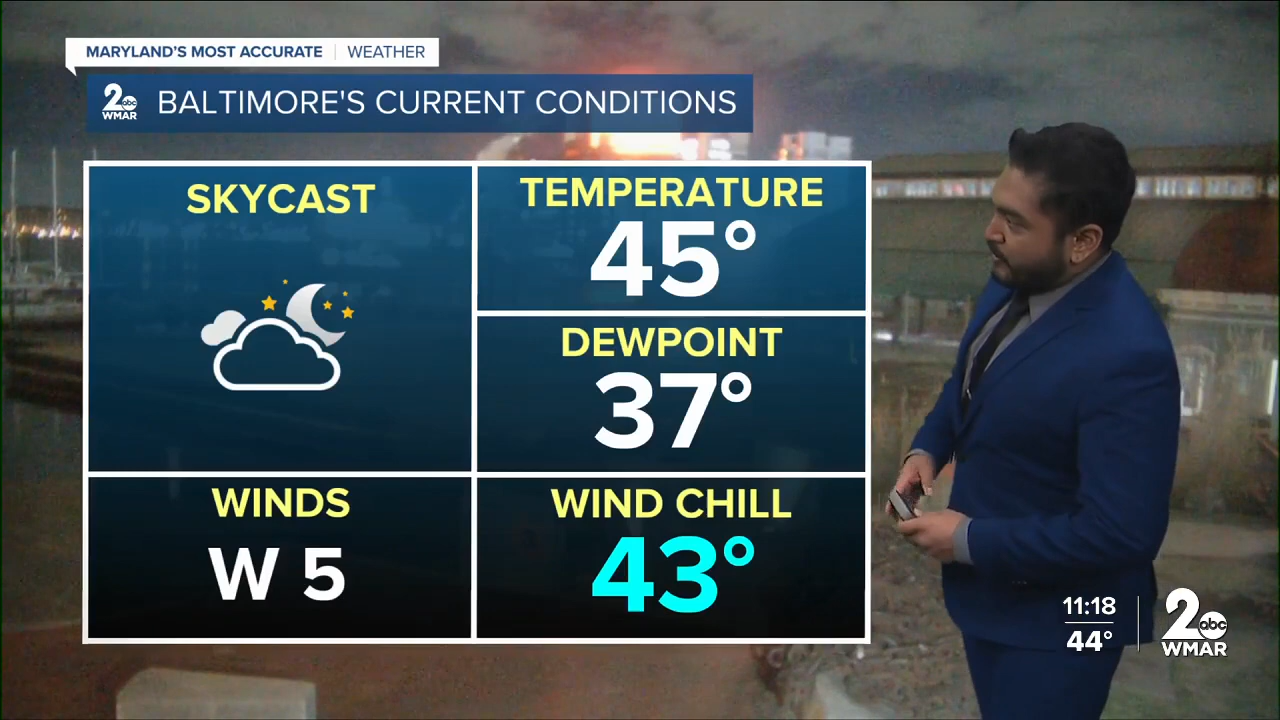 MARYLAND'S MOST ACCURATE | WEATHER
2 abc WMAR
BALTIMORE'S CURRENT CONDITIONS
SKYCAST
TEMPERATURE
45°
DEWPOINT
37°
WINDS
W 5
WIND CHILL
43°
11:18
44°
2 abc
WMAR